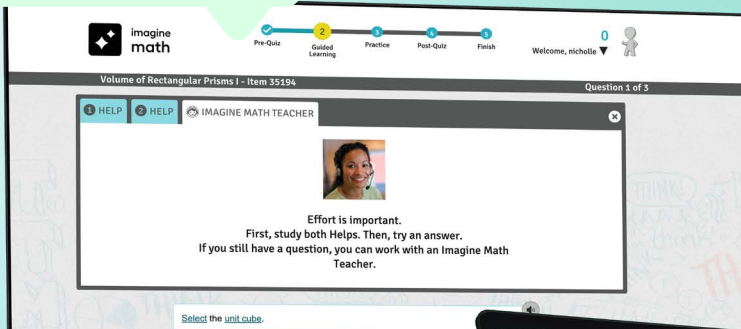 imagine
math
2
3
4
5
Pre-Quiz
Guided
Learning
Practice
Post-Quiz
Finish
0
Welcome, nicholle ▼
Volume of Rectangular Prisms I - Item 35194
Question 1 of 3
1 HELP
2 HELP
IMAGINE MATH TEACHER
Effort is important.
First, study both Helps. Then, try an answer.
If you still have a question, you can work with an Imagine Math
Teacher.
THINK
think
Select the unit cube.